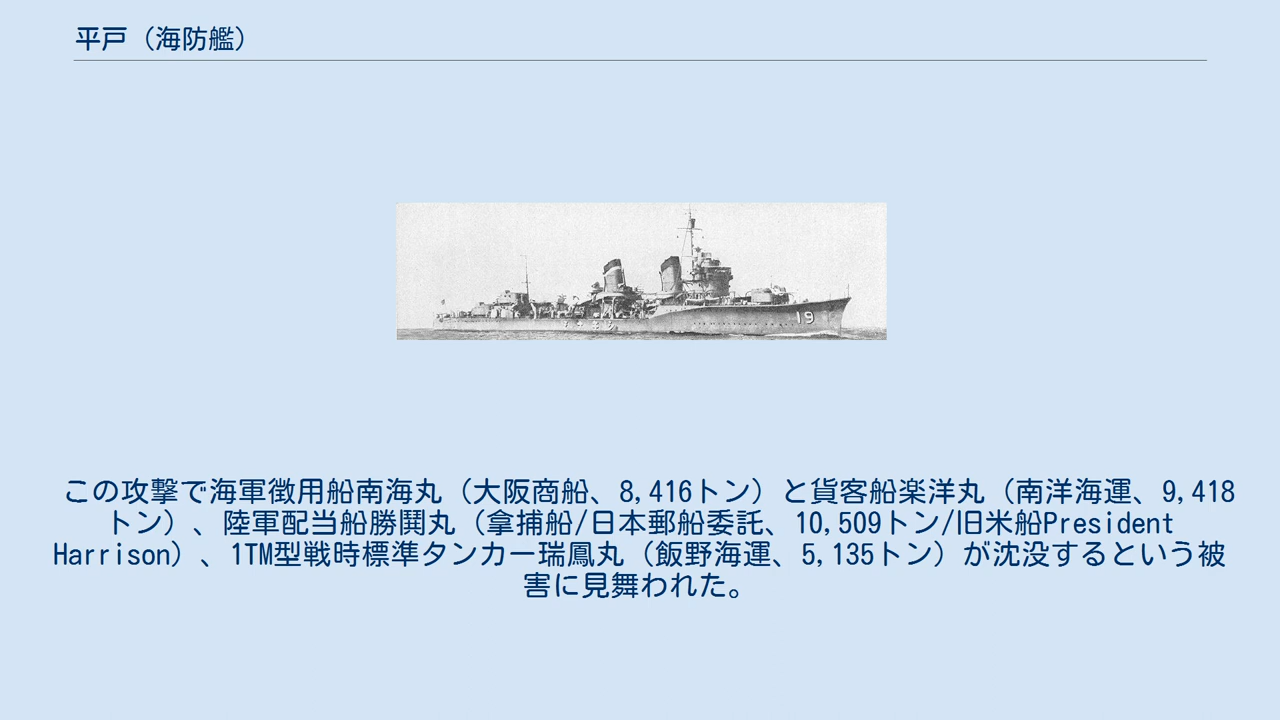 平戸（海防艦）
19
この攻撃で海軍徴用船南海丸（大阪商船、8,416トン）と貨客船楽洋丸（南洋海運、9,418
トン）、陸軍配当船勝鬨丸（拿捕船/日本郵船委託、10,509トン/旧米船President
Harrison）、1TM型戦時標準タンカー瑞鳳丸（飯野海運、5,135トン）が沈没するという被
害に見舞われた。